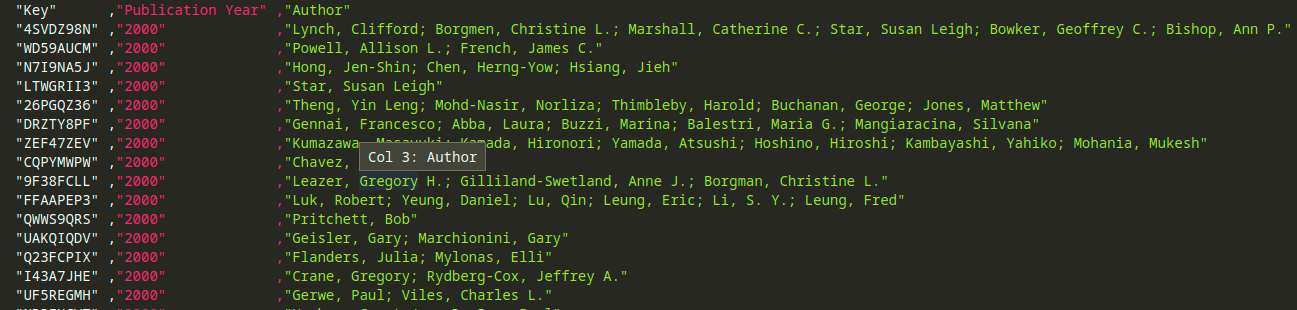 "Key" ,"Publication Year" ,"Author"
"4SVDZ98N" ,"2000" ,"Lynch, Clifford; Borgmen, Christine L.; Marshall, Catherine C.; Star, Susan Leigh; Bowker, Geoffrey C.; Bishop, Ann P."
"WD59AUCM" ,"2000" ,"Powell, Allison L.; French, James C."
"N7I9NA5J" ,"2000" ,"Hong, Jen-Shin; Chen, Herng-Yow; Hsiang, Jieh"
"LTWGRII3" ,"2000" ,"Star, Susan Leigh"
"26PGQZ36" ,"2000" ,"Theng, Yin Leng; Mohd-Nasir, Norliza; Thimbleby, Harold; Buchanan, George; Jones, Matthew"
"DRZTY8PF" ,"2000" ,"Gennai, Francesco; Abba, Laura; Buzzi, Marina; Balestri, Maria G.; Mangiaracina, Silvana"
"ZEF47ZEV" ,"2000" ,"Kumazawa, Hironori; Yamada, Atsushi; Hoshino, Hiroshi; Kambayashi, Yahiko; Mohania, Mukesh"
Col 3: Author
"CQPYMWPW" ,"2000" ,"Chavez,
"9F38FCLL" ,"2000" ,"Leazer, Gregory H.; Gilliland-Swetland, Anne J.; Borgman, Christine L."
"FFAAPEP3" ,"2000" ,"Luk, Robert; Yeung, Daniel; Lu, Qin; Leung, Eric; Li, S. Y.; Leung, Fred"
"QWWS9QRS" ,"2000" ,"Pritchett, Bob"
"UAKQIQDV" ,"2000" ,"Geisler, Gary; Marchionini, Gary"
"Q23FCPIX" ,"2000" ,"Flanders, Julia; Mylonas, Elli"
"I43A7JHE" ,"2000" ,"Crane, Gregory; Rydberg-Cox, Jeffrey A."
"UF5REGMH" ,"2000" ,"Gerwe, Paul; Viles, Charles L."